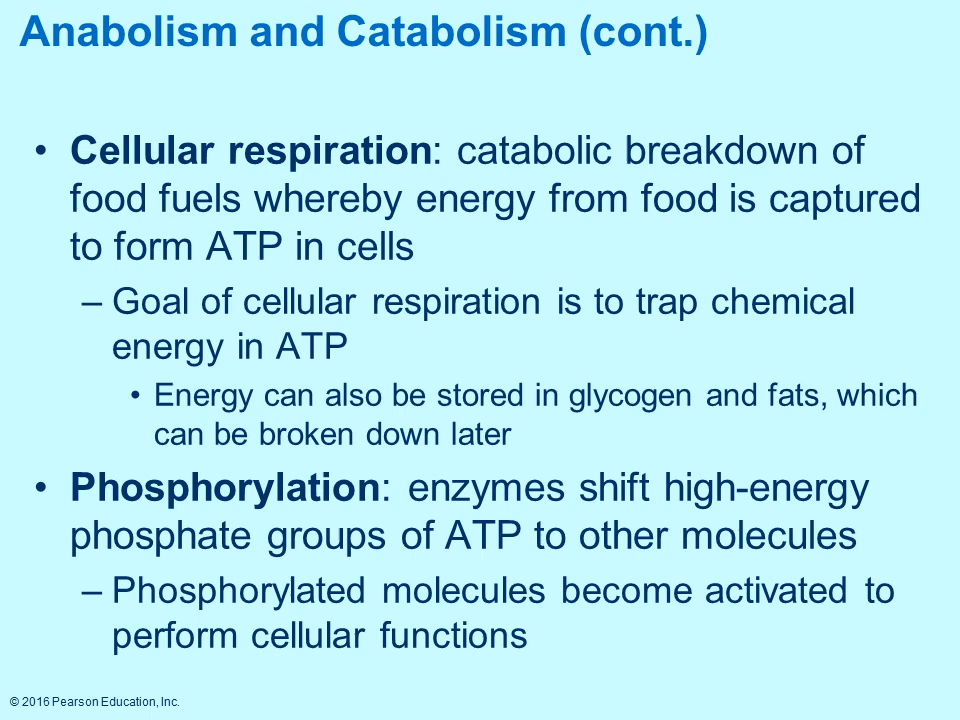 Anabolism and Catabolism (cont.)
• Cellular respiration: catabolic breakdown of
food fuels whereby energy from food is captured
to form ATP in cells
– Goal of cellular respiration is to trap chemical
energy in ATP
• Energy can also be stored in glycogen and fats, which
can be broken down later
• Phosphorylation: enzymes shift high-energy
phosphate groups of ATP to other molecules
– Phosphorylated molecules become activated to
perform cellular functions
© 2016 Pearson Education, Inc.